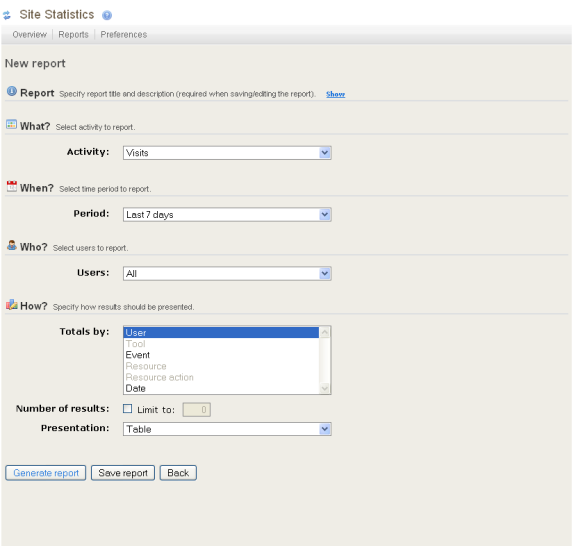 Site Statistics
Overview Reports Preferences
New report
Report Specify report title and description (required when saving/editing the report). Show
What? Select activity to report.
Activity: Visits
When? Select time period to report.
Period: Last 7 days
Who? Select users to report.
Users: All
How? Specify how results should be presented.
Totals by: User
Tool
Event
Resource
Resource action
Date
Number of results: Limit to: 0
Presentation: Table
Generate report Save report Back